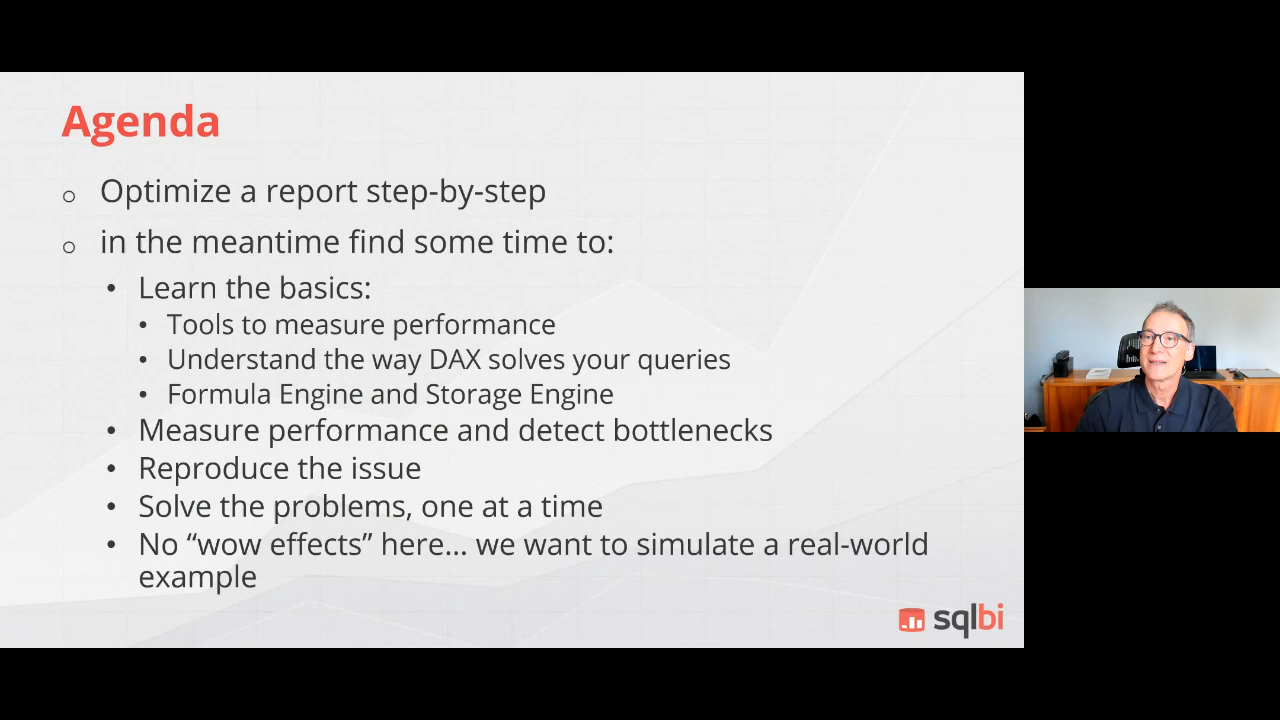 Agenda
Optimize a report step-by-step
in the meantime find some time to:
Learn the basics:
Tools to measure performance
Understand the way DAX solves your queries
Formula Engine and Storage Engine
Measure performance and detect bottlenecks
Reproduce the issue
Solve the problems, one at a time
No “wow effects” here... we want to simulate a real-world
example
sqlbi